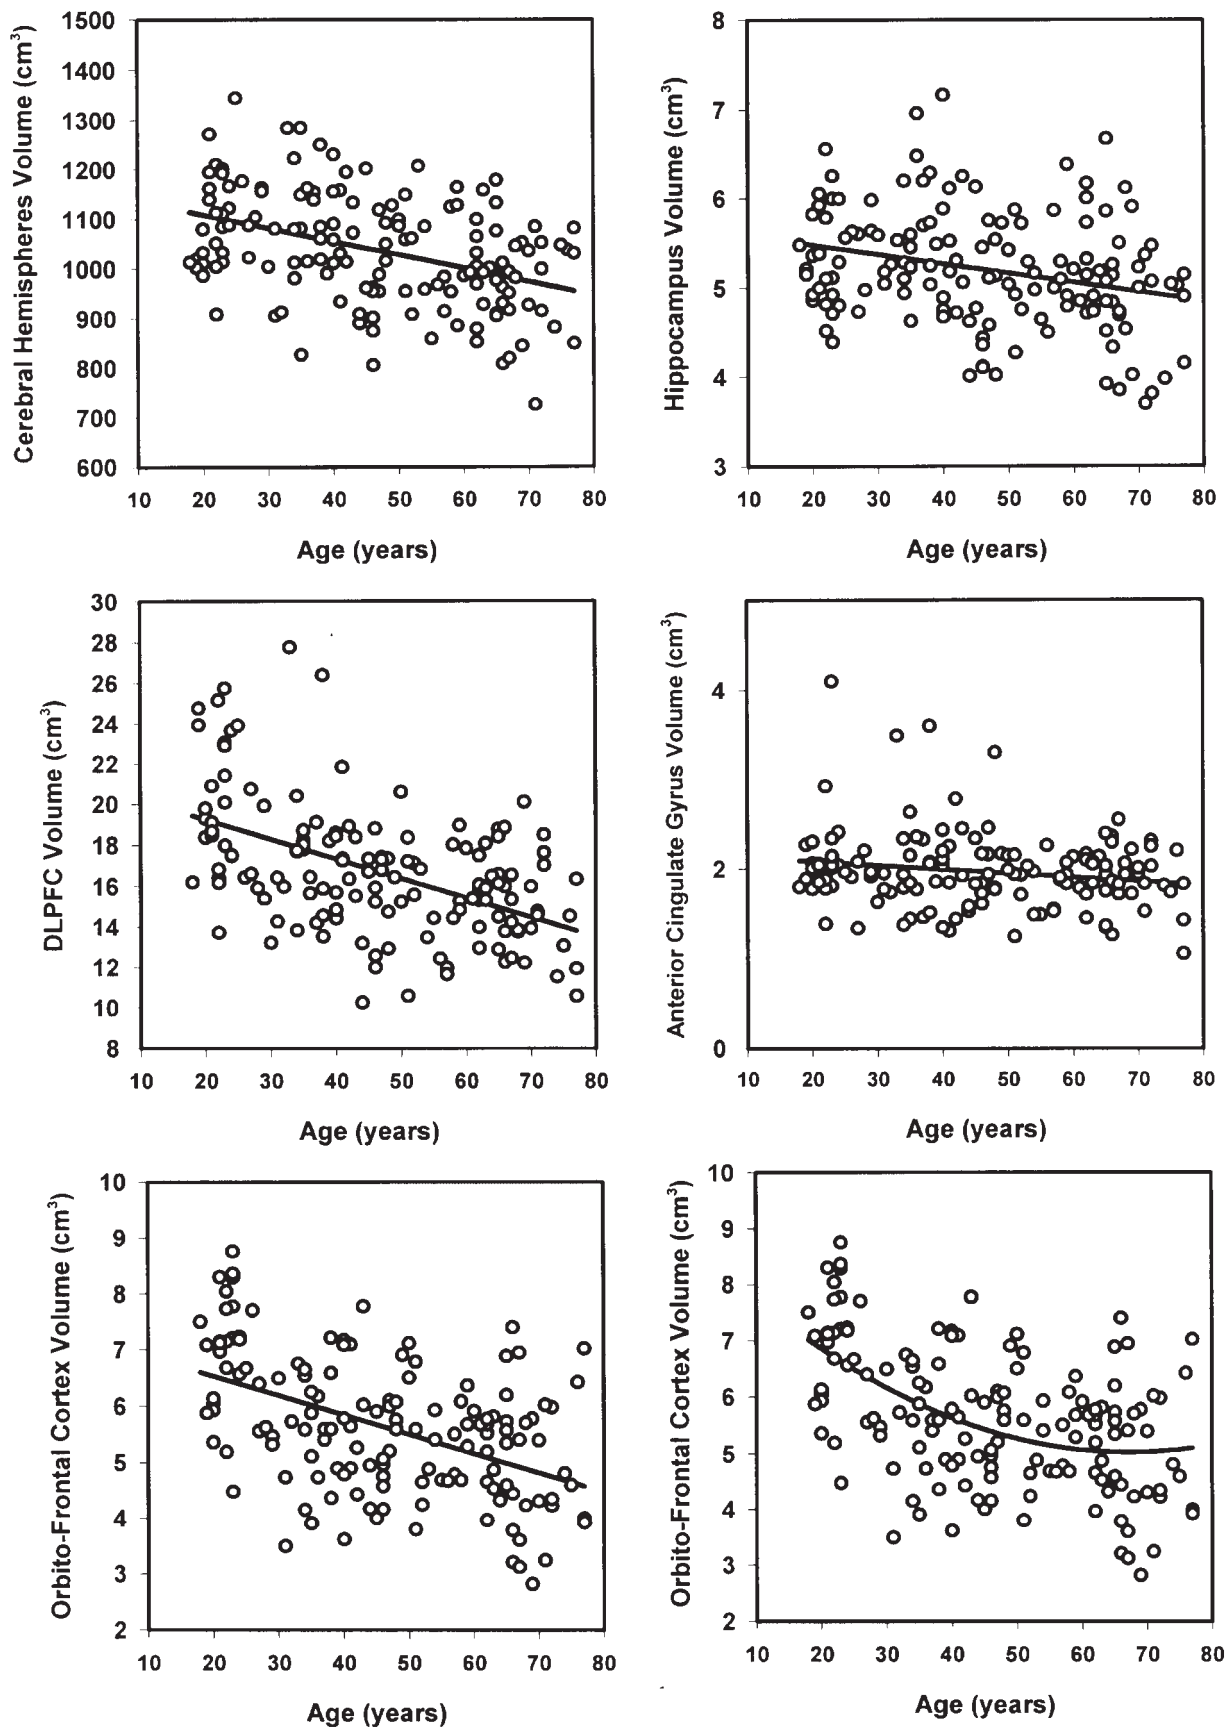 Cerebral Hemispheres Volume (cm³)
1500
1400
1300
1200
1100
1000
900
800
700
600
10 20 30 40 50 60 70 80
Age (years)
Hippocampus Volume (cm³)
8
7
6
5
4
3
10 20 30 40 50 60 70 80
Age (years)
DLPFC Volume (cm³)
30
28
26
24
22
20
18
16
14
12
10
8
10 20 30 40 50 60 70 80
Age (years)
Anterior Cingulate Gyrus Volume (cm³)
4
2
0
10 20 30 40 50 60 70 80
Age (years)
Orbito-Frontal Cortex Volume (cm³)
10
9
8
7
6
5
4
3
2
10 20 30 40 50 60 70 80
Age (years)
Orbito-Frontal Cortex Volume (cm³)
10
9
8
7
6
5
4
3
2
10 20 30 40 50 60 70 80
Age (years)